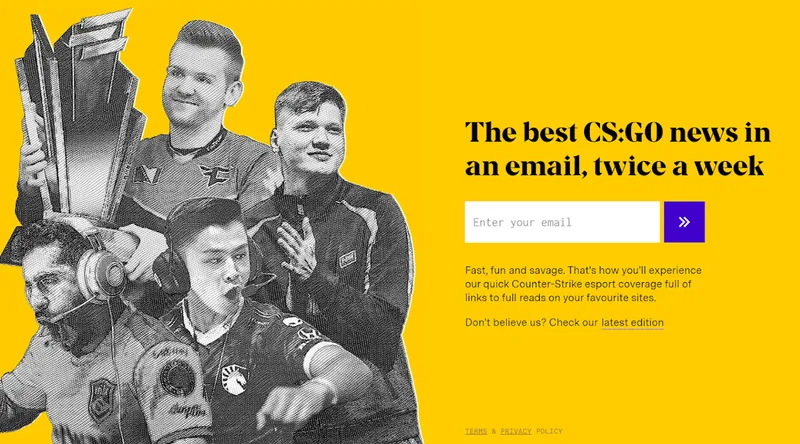 The best CS:GO news in
an email, twice a week
Enter your email
Fast, fun and savage. That's how you'll experience
our quick Counter-Strike esport coverage full of
links to full reads on your favourite sites.
Don't believe us? Check our latest edition
TERMS & PRIVACY POLICY